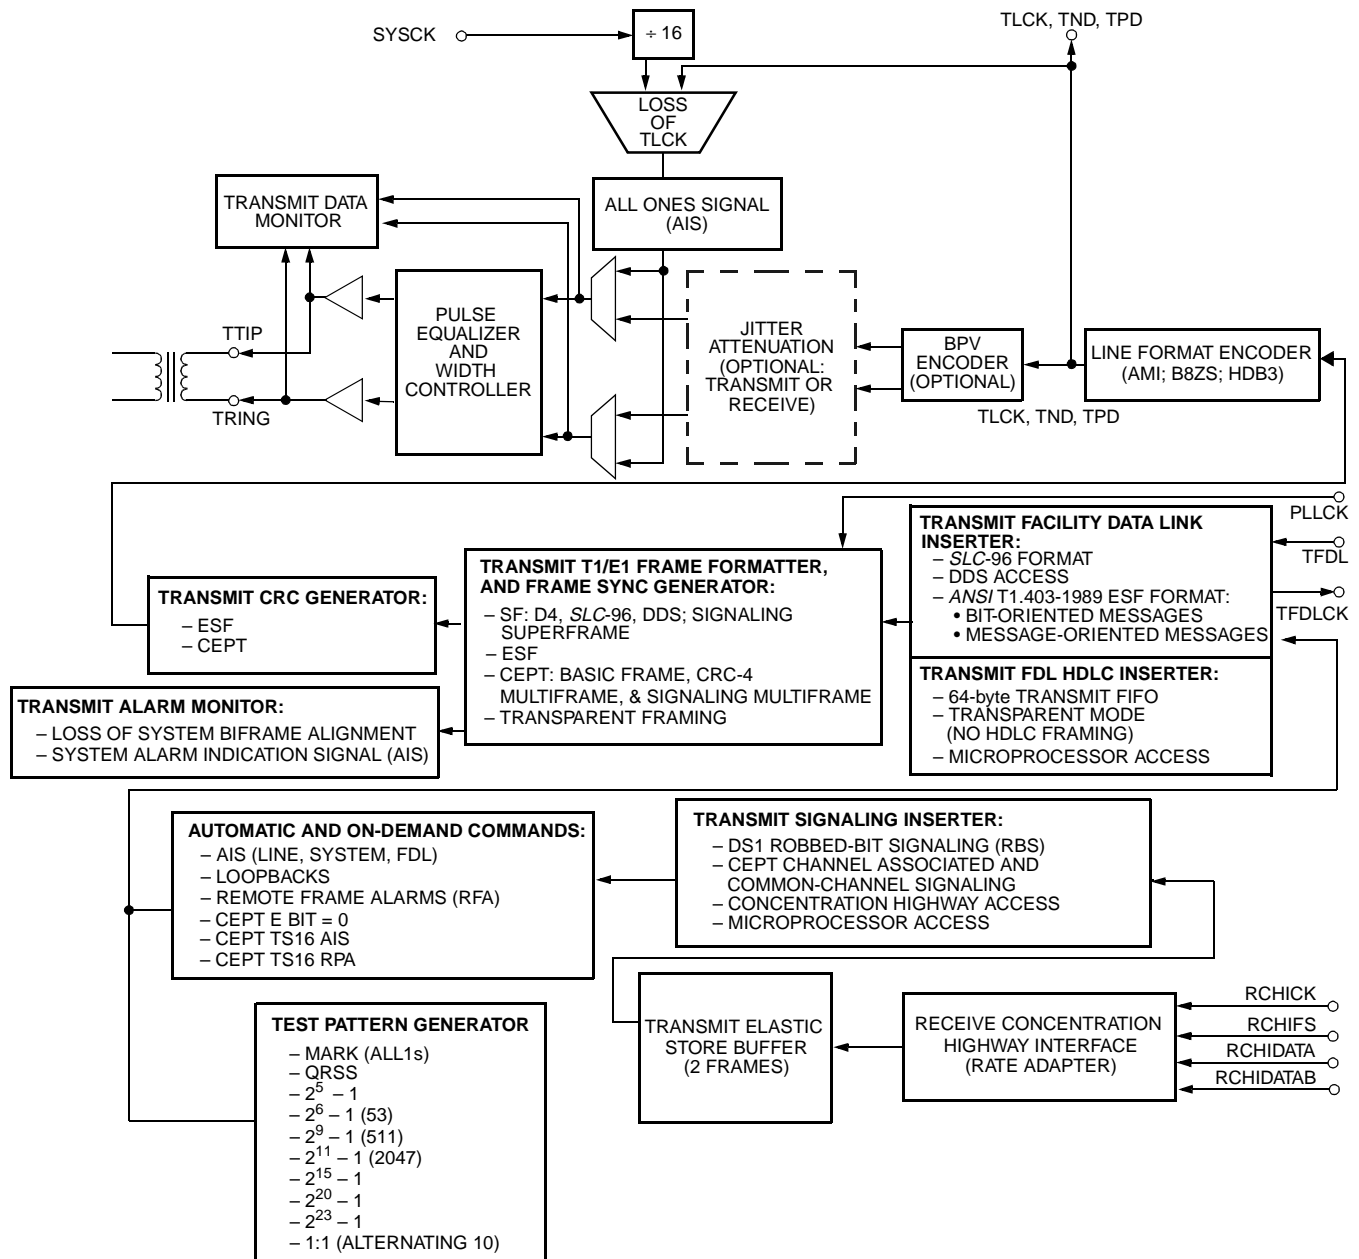 SYSCK
÷ 16
TLCK, TND, TPD
LOSS
OF
TLCK
TRANSMIT DATA
MONITOR
ALL ONES SIGNAL
(AIS)
TTIP
TRING
PULSE
EQUALIZER
AND
WIDTH
CONTROLLER
JITTER
ATTENUATION
(OPTIONAL:
TRANSMIT OR
RECEIVE)
BPV
ENCODER
(OPTIONAL)
TLCK, TND, TPD
LINE FORMAT ENCODER
(AMI; B8ZS; HDB3)
PLLCK
TFDL
TFDLCK
TRANSMIT FACILITY DATA LINK
INSERTER:
– SLC-96 FORMAT
– DDS ACCESS
– ANSI T1.403-1989 ESF FORMAT:
• BIT-ORIENTED MESSAGES
• MESSAGE-ORIENTED MESSAGES
TRANSMIT FDL HDLC INSERTER:
– 64-byte TRANSMIT FIFO
– TRANSPARENT MODE
(NO HDLC FRAMING)
– MICROPROCESSOR ACCESS
TRANSMIT T1/E1 FRAME FORMATTER,
AND FRAME SYNC GENERATOR:
– SF: D4, SLC-96, DDS; SIGNALING
SUPERFRAME
– ESF
– CEPT: BASIC FRAME, CRC-4
MULTIFRAME, & SIGNALING MULTIFRAME
– TRANSPARENT FRAMING
TRANSMIT CRC GENERATOR:
– ESF
– CEPT
TRANSMIT ALARM MONITOR:
– LOSS OF SYSTEM BIFRAME ALIGNMENT
– SYSTEM ALARM INDICATION SIGNAL (AIS)
AUTOMATIC AND ON-DEMAND COMMANDS:
– AIS (LINE, SYSTEM, FDL)
– LOOPBACKS
– REMOTE FRAME ALARMS (RFA)
– CEPT E BIT = 0
– CEPT TS16 AIS
– CEPT TS16 RPA
TRANSMIT SIGNALING INSERTER:
– DS1 ROBBED-BIT SIGNALING (RBS)
– CEPT CHANNEL ASSOCIATED AND
COMMON-CHANNEL SIGNALING
– CONCENTRATION HIGHWAY ACCESS
– MICROPROCESSOR ACCESS
TEST PATTERN GENERATOR
– MARK (ALL1s)
– QRSS
– 2⁵ – 1
– 2⁶ – 1 (53)
– 2⁹ – 1 (511)
– 2¹¹ – 1 (2047)
– 2¹⁵ – 1
– 2²⁰ – 1
– 2²³ – 1
– 1:1 (ALTERNATING 10)
TRANSMIT ELASTIC
STORE BUFFER
(2 FRAMES)
RECEIVE CONCENTRATION
HIGHWAY INTERFACE
(RATE ADAPTER)
RCHICK
RCHIFS
RCHIDATA
RCHIDATAB